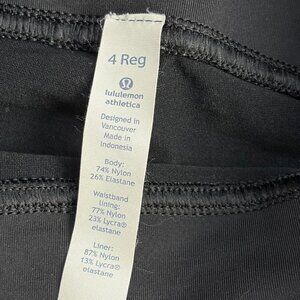 4 Reg
lululemon
athletica
Designed in
Vancouver
Made in
Indonesia
Body:
74% Nylon
26% Elastane
Waistband
lining:
77% Nylon
23% Lycra®
elastane
Liner:
87% Nylon
13% Lycra®
elastane